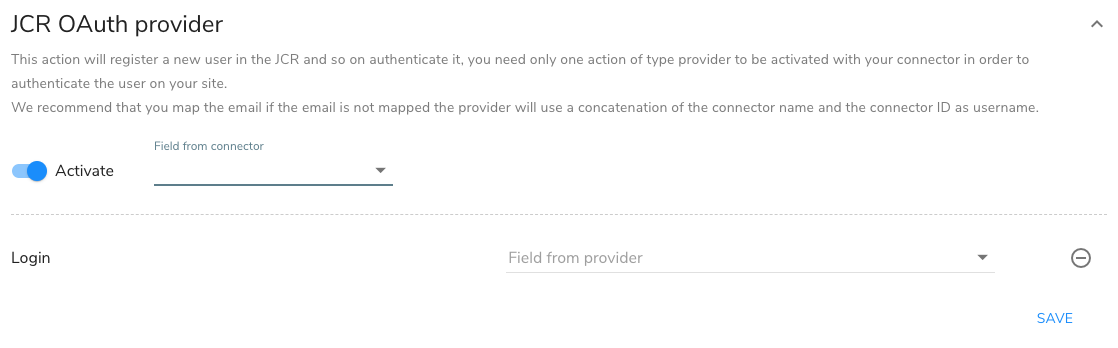 JCR OAuth provider
This action will register a new user in the JCR and so on authenticate it, you need only one action of type provider to be activated with your connector in order to
authenticate the user on your site.
We recommend that you map the email if the email is not mapped the provider will use a concatenation of the connector name and the connector ID as username.
Field from connector
Activate
Login Field from provider
SAVE